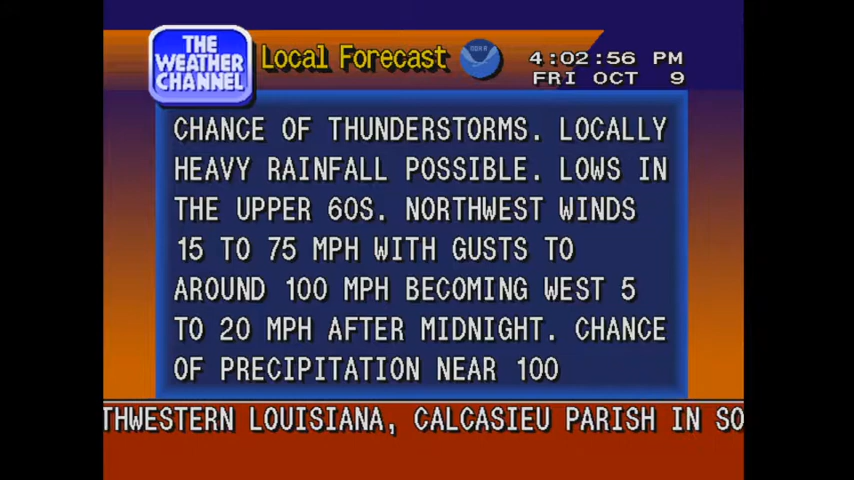 THE
WEATHER
CHANNEL
Local Forecast
NOAA
4:02:56 PM
FRI OCT 9
CHANCE OF THUNDERSTORMS. LOCALLY
HEAVY RAINFALL POSSIBLE. LOWS IN
THE UPPER 60S. NORTHWEST WINDS
15 TO 75 MPH WITH GUSTS TO
AROUND 100 MPH BECOMING WEST 5
TO 20 MPH AFTER MIDNIGHT. CHANCE
OF PRECIPITATION NEAR 100
THWESTERN LOUISIANA, CALCASIEU PARISH IN SO